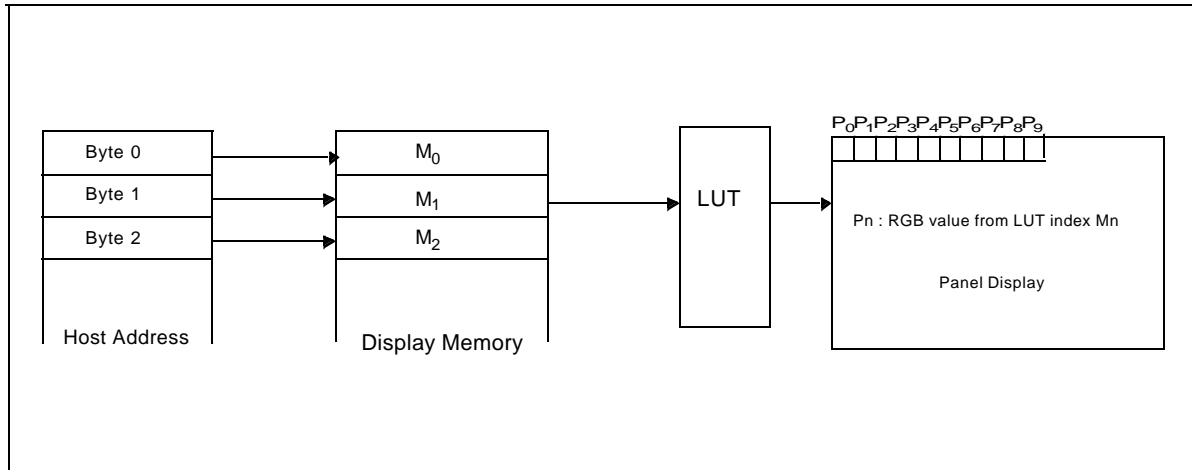 P0P1P2P3P4P5P6P7P8P9
Byte 0
M0
Byte 1
M1
LUT
Byte 2
M2
Pn : RGB value from LUT index Mn
Panel Display
Host Address
Display Memory